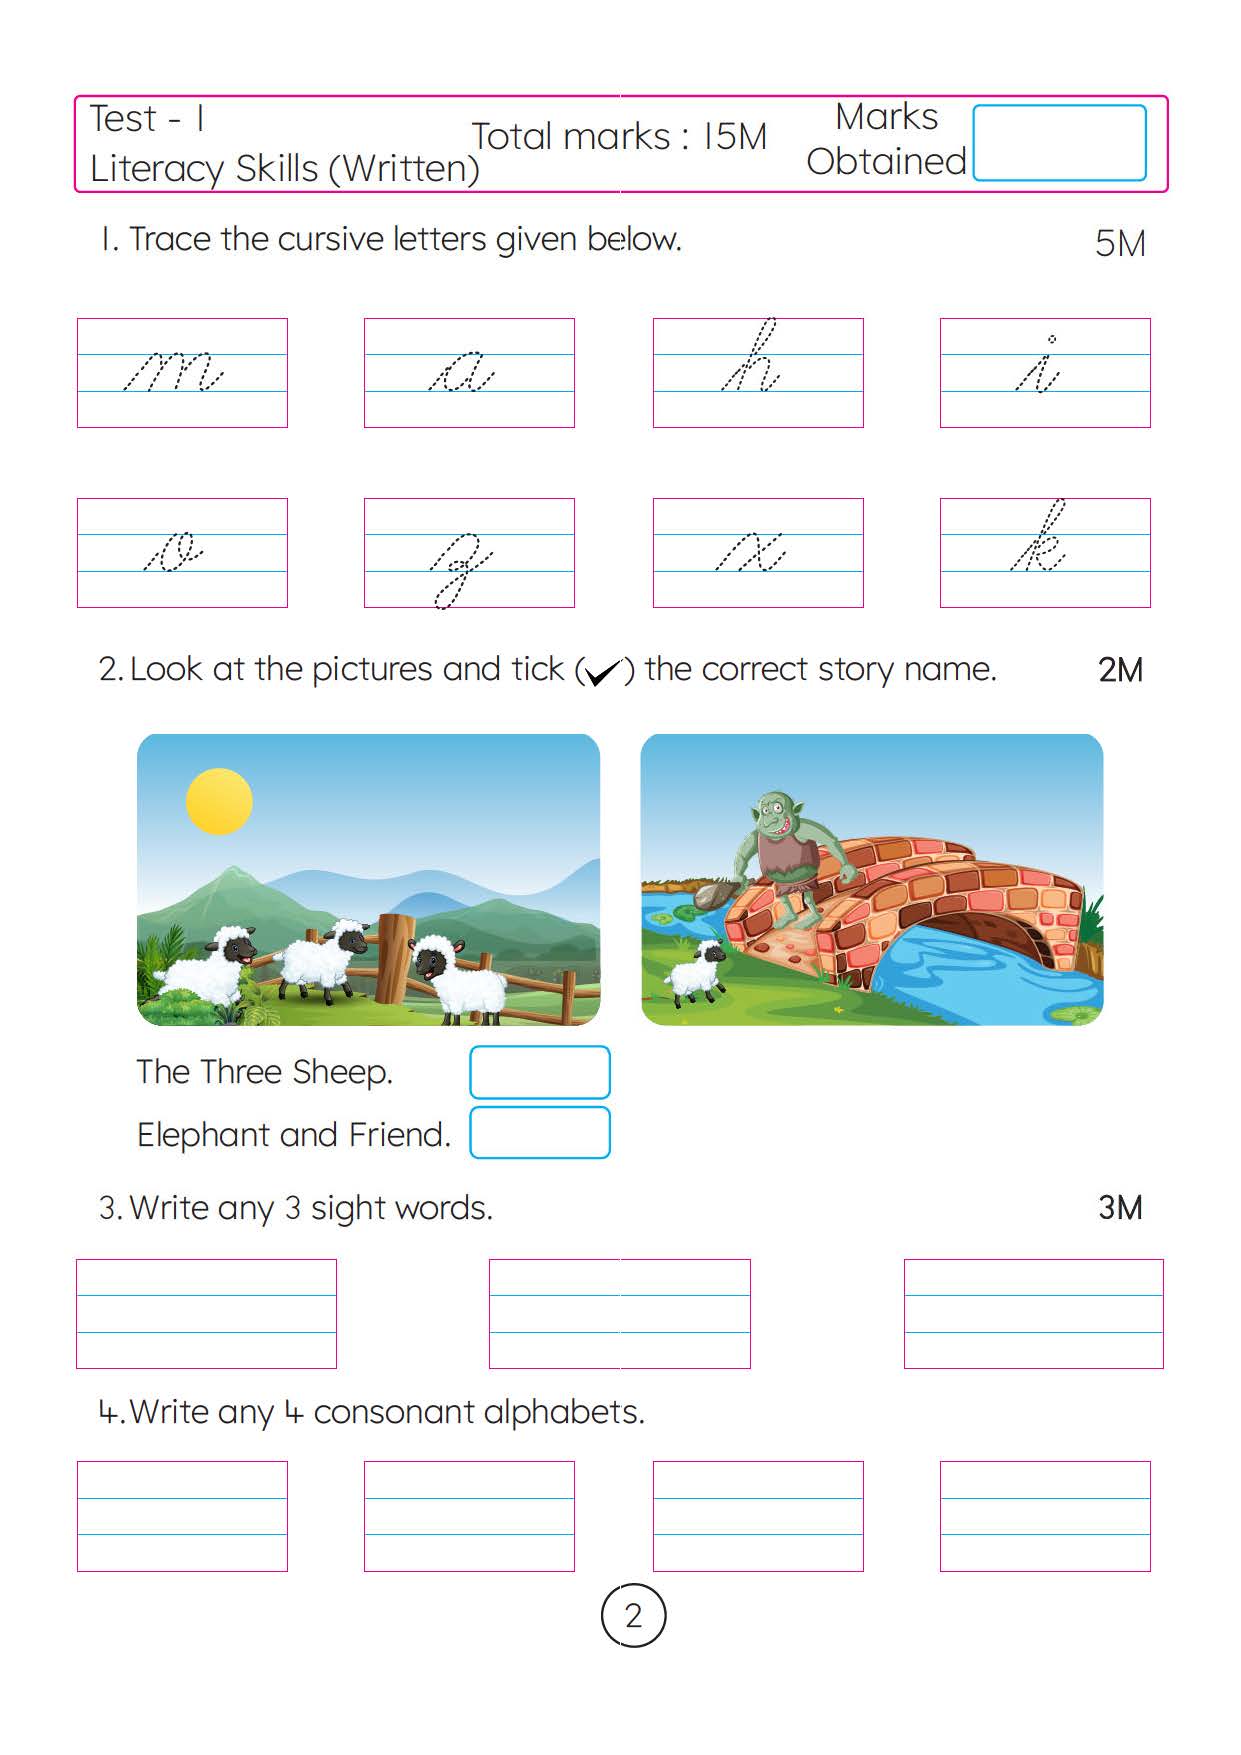 Test - 1
Literacy Skills (Written)
Total marks : 15M
Marks
Obtained
1. Trace the cursive letters given below. 5M
m a h i
o g x k
2. Look at the pictures and tick (✓) the correct story name. 2M
The Three Sheep.
Elephant and Friend.
3. Write any 3 sight words. 3M
4. Write any 4 consonant alphabets.
2